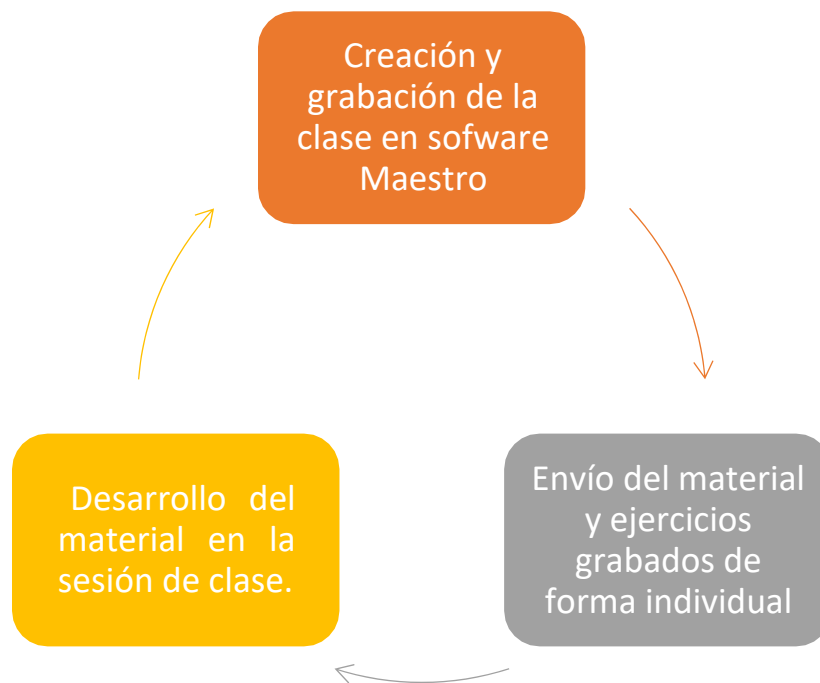 Creación y
grabación de la
clase en sofware
Maestro
Envío del material
y ejercicios
grabados de
forma individual
Desarrollo del
material en la
sesión de clase.